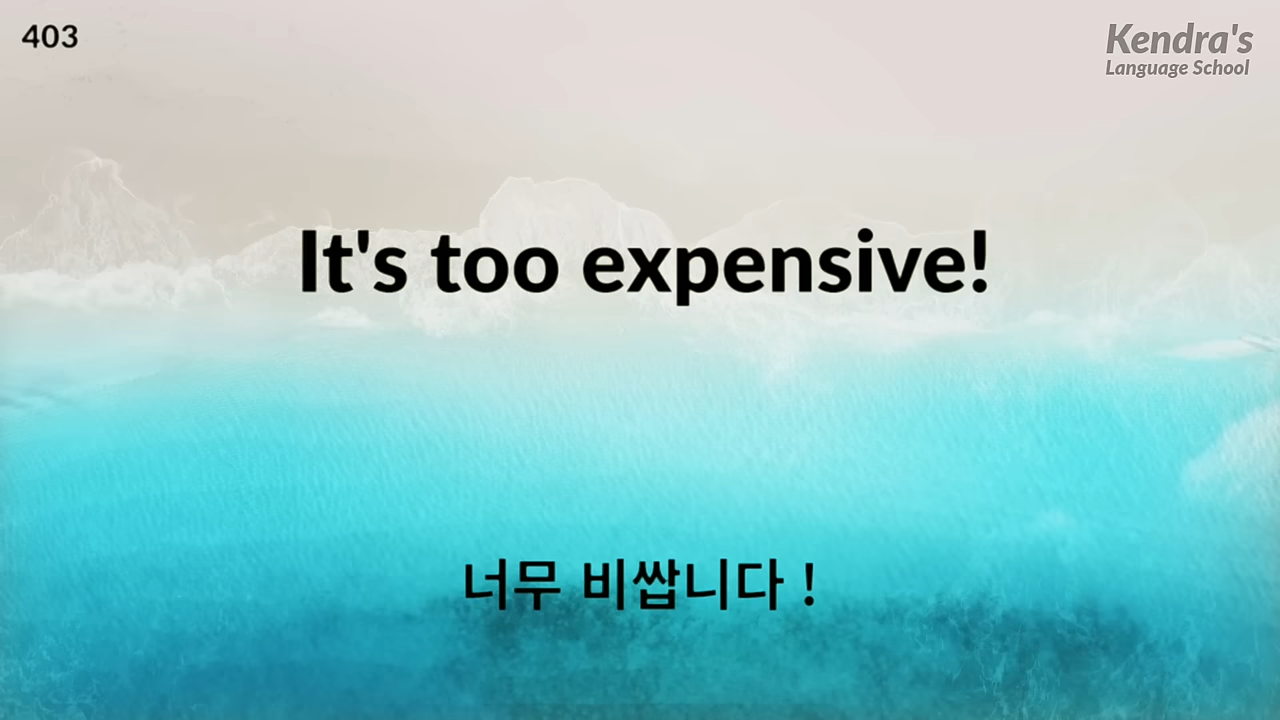 403
Kendra's
Language School
It's too expensive!
너무 비쌉니다 !